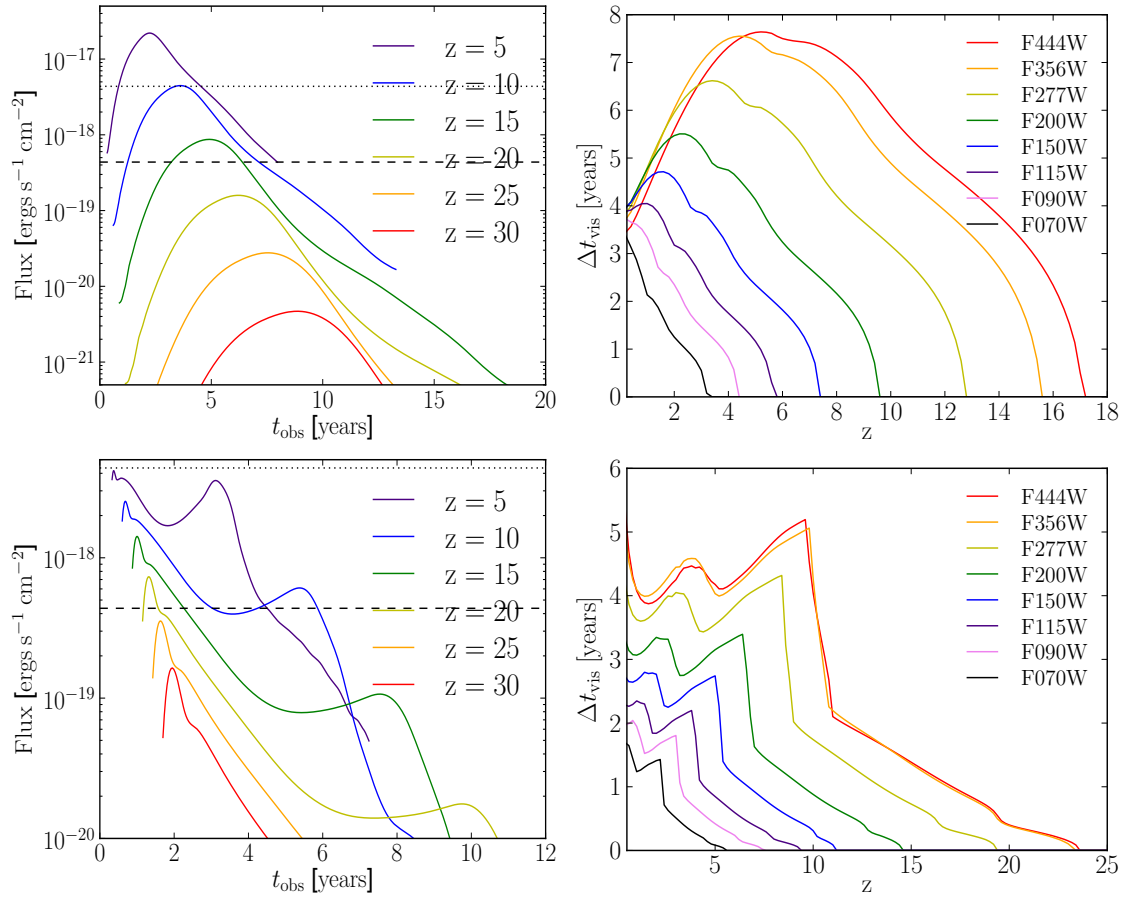 Flux [ergs s⁻¹ cm⁻²]
10⁻¹⁷
10⁻¹⁸
10⁻¹⁹
10⁻²⁰
10⁻²¹
z = 5
z = 10
z = 15
z = 20
z = 25
z = 30
0 5 10 15 20
t_obs [years]
Δt_vis [years]
8
7
6
5
4
3
2
1
0
F444W
F356W
F277W
F200W
F150W
F115W
F090W
F070W
2 4 6 8 10 12 14 16 18
z
Flux [ergs s⁻¹ cm⁻²]
10⁻¹⁸
10⁻¹⁹
10⁻²⁰
z = 5
z = 10
z = 15
z = 20
z = 25
z = 30
0 2 4 6 8 10 12
t_obs [years]
Δt_vis [years]
6
5
4
3
2
1
0
F444W
F356W
F277W
F200W
F150W
F115W
F090W
F070W
5 10 15 20 25
z